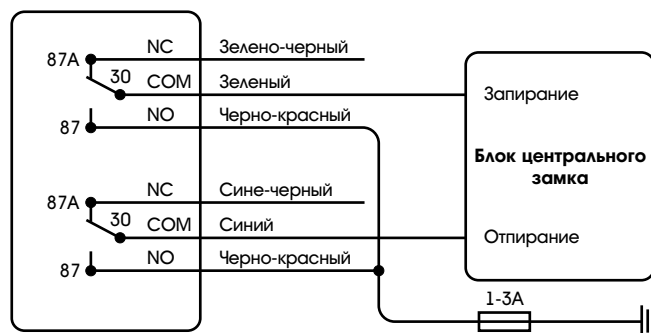 87A NC Зелено-черный
30 COM Зеленый Запирание
87 NO Черно-красный
Блок центрального
замка
87A NC Сине-черный
30 COM Синий Отпирание
87 NO Черно-красный
1-3А